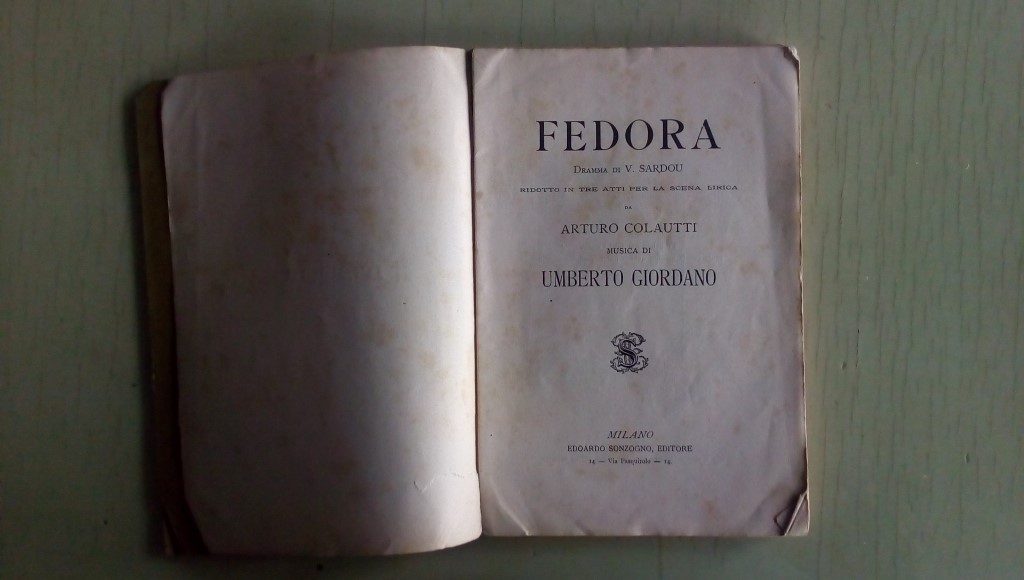 FEDORA
DRAMMA DI V. SARDOU
RIDOTTO IN TRE ATTI PER LA SCENA LIRICA
DA
ARTURO COLAUTTI
MUSICA DI
UMBERTO GIORDANO
MILANO
EDOARDO SONZOGNO, EDITORE
14 — Via Pasquirolo — 14.